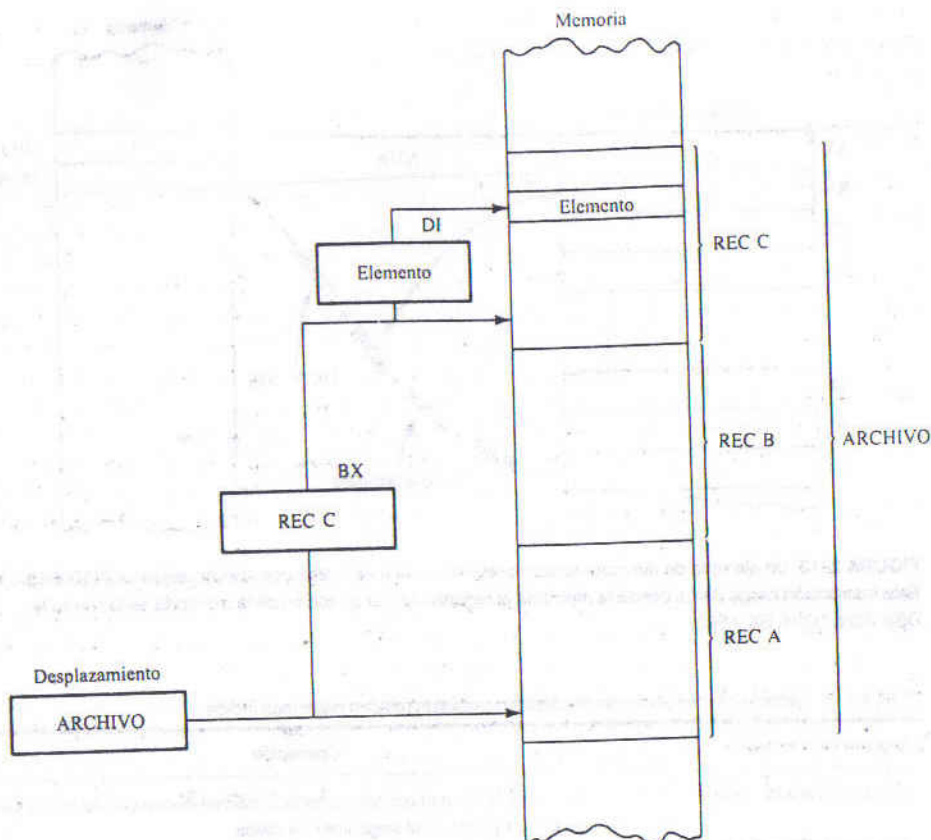 Memoria
DI
Elemento
Elemento
REC C
BX
REC C
REC B
ARCHIVO
REC A
Desplazamiento
ARCHIVO